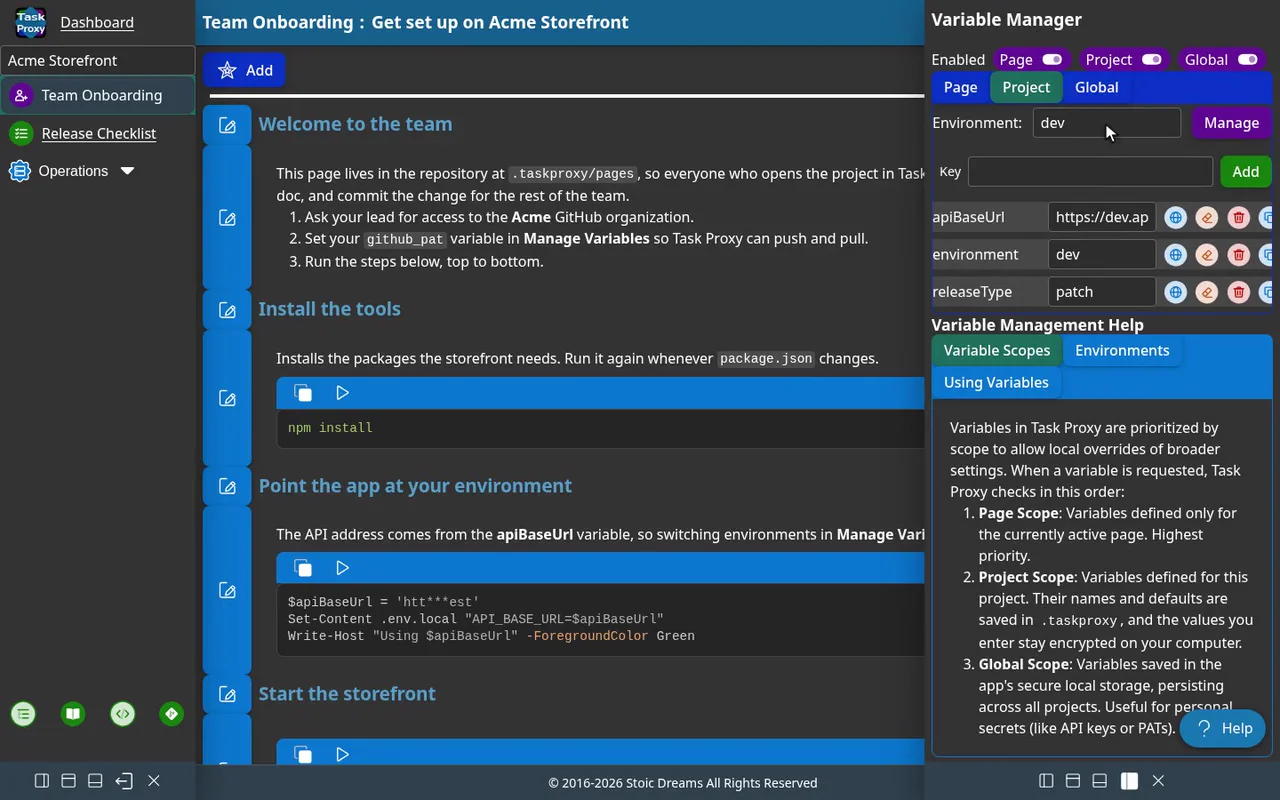 Task Proxy
Dashboard
Acme Storefront
Team Onboarding
Release Checklist
Operations
Team Onboarding : Get set up on Acme Storefront
Add
Welcome to the team
This page lives in the repository at .taskproxy/pages, so everyone who opens the project in Task
doc, and commit the change for the rest of the team.
1. Ask your lead for access to the Acme GitHub organization.
2. Set your github_pat variable in Manage Variables so Task Proxy can push and pull.
3. Run the steps below, top to bottom.
Install the tools
Installs the packages the storefront needs. Run it again whenever package.json changes.
npm install
Point the app at your environment
The API address comes from the apiBaseUrl variable, so switching environments in Manage Vari
$apiBaseUrl = 'htt***est'
Set-Content .env.local "API_BASE_URL=$apiBaseUrl"
Write-Host "Using $apiBaseUrl" -ForegroundColor Green
Start the storefront
© 2016-2026 Stoic Dreams All Rights Reserved
Variable Manager
Enabled Page Project Global
Page Project Global
Environment: dev Manage
Key Add
apiBaseUrl https://dev.ap
environment dev
releaseType patch
Variable Management Help
Variable Scopes Environments
Using Variables
Variables in Task Proxy are prioritized by
scope to allow local overrides of broader
settings. When a variable is requested, Task
Proxy checks in this order:
1. Page Scope: Variables defined only for
the currently active page. Highest
priority.
2. Project Scope: Variables defined for this
project. Their names and defaults are
saved in .taskproxy, and the values you
enter stay encrypted on your computer.
3. Global Scope: Variables saved in the
app's secure local storage, persisting
across all projects. Useful for personal
secrets (like API keys or PATs).
Help